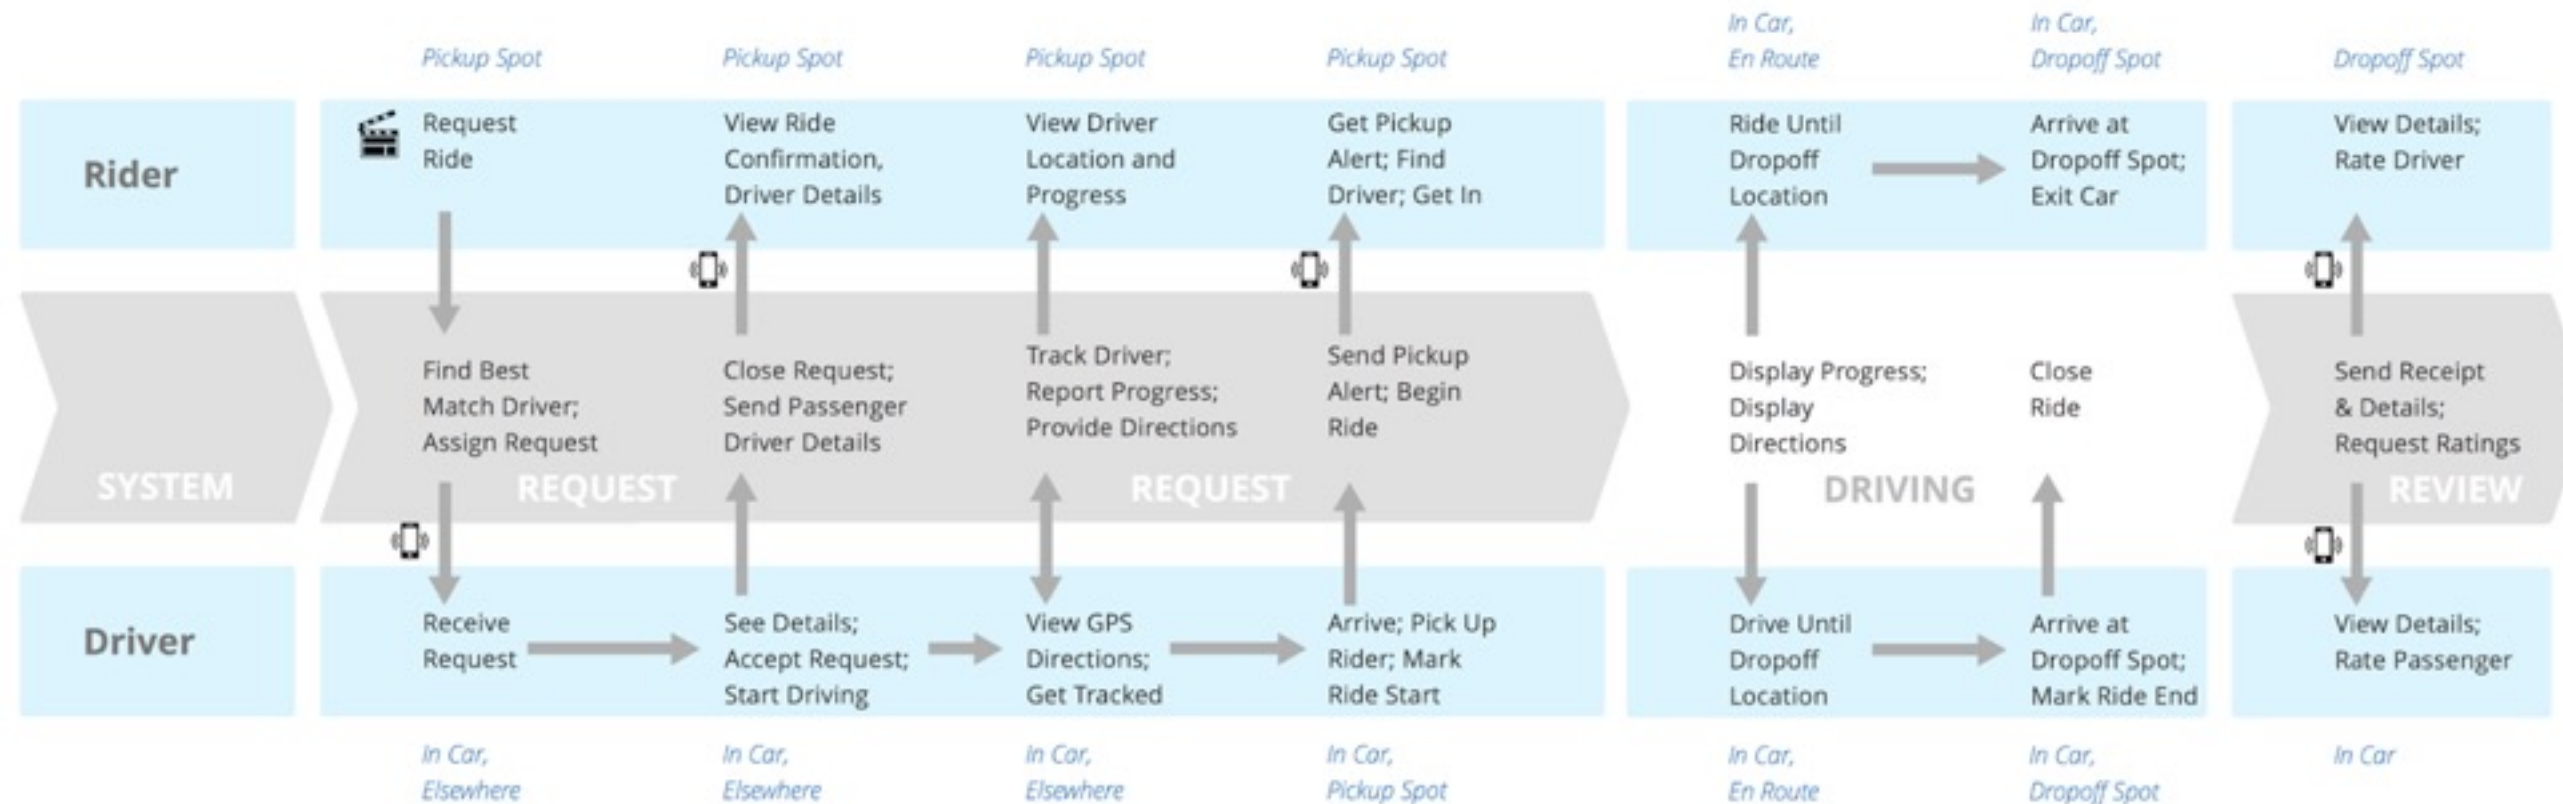 In Car,
In Car,
Pickup Spot
Pickup Spot
Pickup Spot
Pickup Spot
En Route
Dropoff Spot
Dropoff Spot
Rider
Request
Ride
View Ride
Confirmation,
Driver Details
View Driver
Location and
Progress
Get Pickup
Alert; Find
Driver; Get In
Ride Until
Dropoff
Location
Arrive at
Dropoff Spot;
Exit Car
View Details;
Rate Driver
SYSTEM
Find Best
Match Driver;
Assign Request
Close Request;
Send Passenger
Driver Details
REQUEST
Track Driver;
Report Progress;
Provide Directions
Send Pickup
Alert; Begin
Ride
REQUEST
Display Progress;
Display
Directions
Close
Ride
DRIVING
Send Receipt
& Details;
Request Ratings
REVIEW
Driver
Receive
Request
See Details;
Accept Request;
Start Driving
View GPS
Directions;
Get Tracked
Arrive; Pick Up
Rider; Mark
Ride Start
Drive Until
Dropoff
Location
Arrive at
Dropoff Spot;
Mark Ride End
View Details;
Rate Passenger
In Car,
Elsewhere
In Car,
Elsewhere
In Car,
Elsewhere
In Car,
Pickup Spot
In Car,
En Route
In Car,
Dropoff Spot
In Car